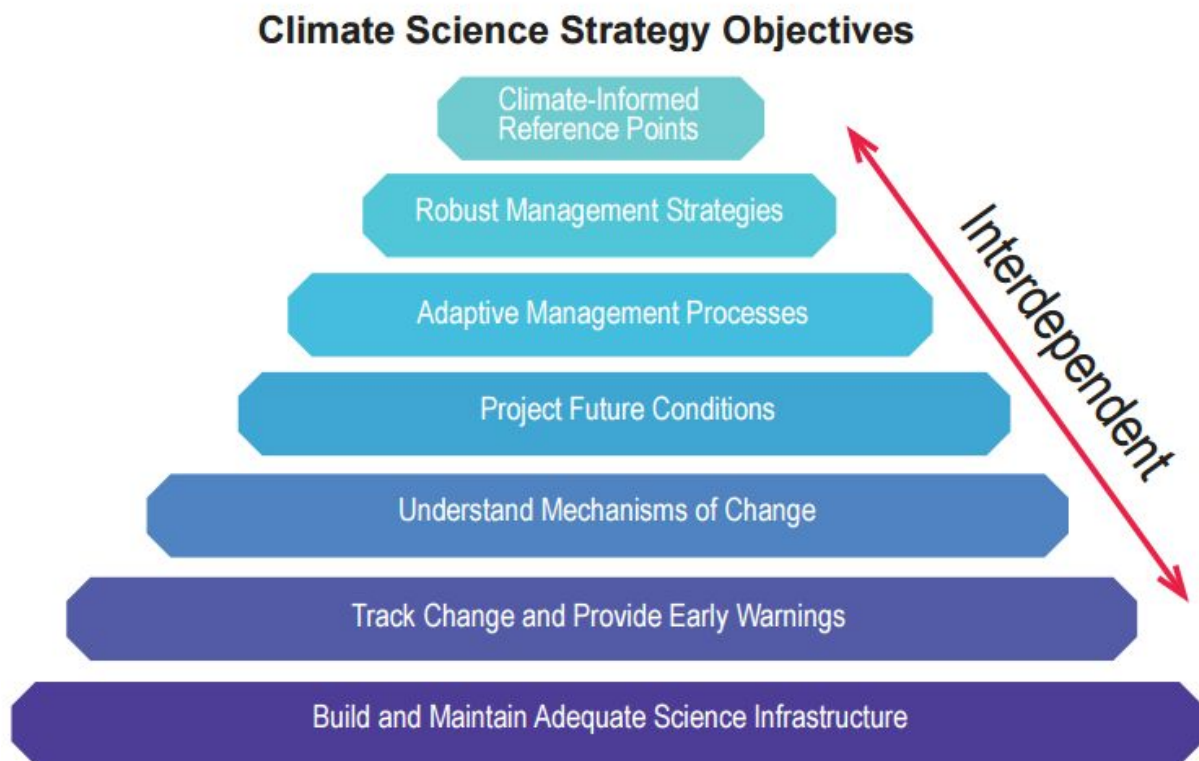 Climate Science Strategy Objectives
Climate-Informed
Reference Points
Robust Management Strategies
Adaptive Management Processes
Project Future Conditions
Understand Mechanisms of Change
Track Change and Provide Early Warnings
Build and Maintain Adequate Science Infrastructure
Interdependent